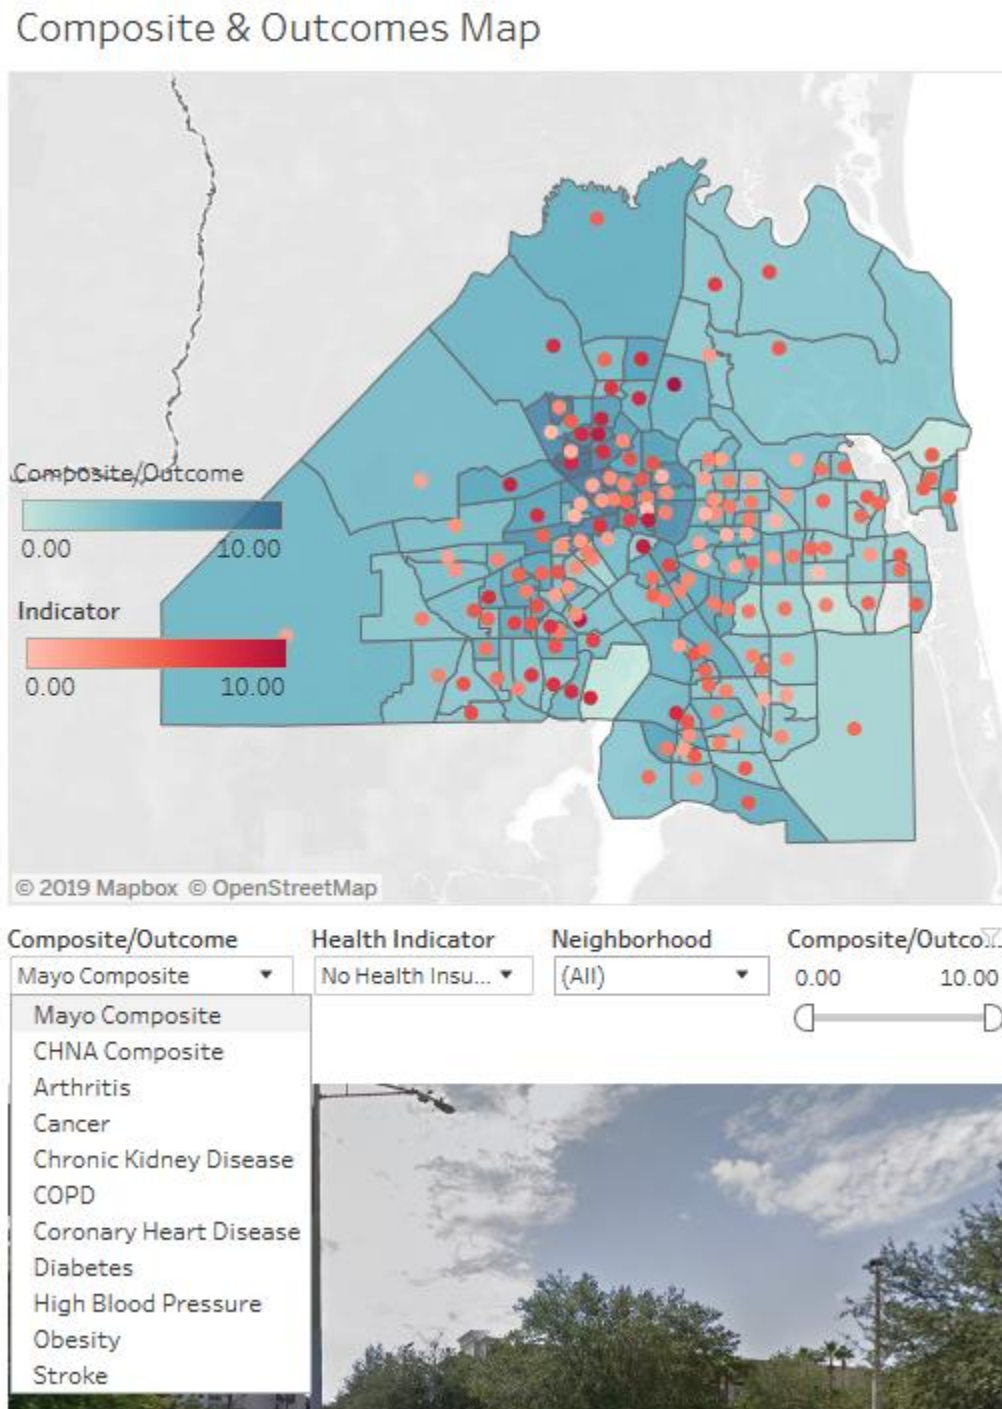 Composite & Outcomes Map
Composite/Outcome
0.00 10.00
Indicator
0.00 10.00
© 2019 Mapbox © OpenStreetMap
Composite/Outcome Health Indicator Neighborhood Composite/Outco...
Mayo Composite No Health Insu... (All) 0.00 10.00
Mayo Composite
CHNA Composite
Arthritis
Cancer
Chronic Kidney Disease
COPD
Coronary Heart Disease
Diabetes
High Blood Pressure
Obesity
Stroke